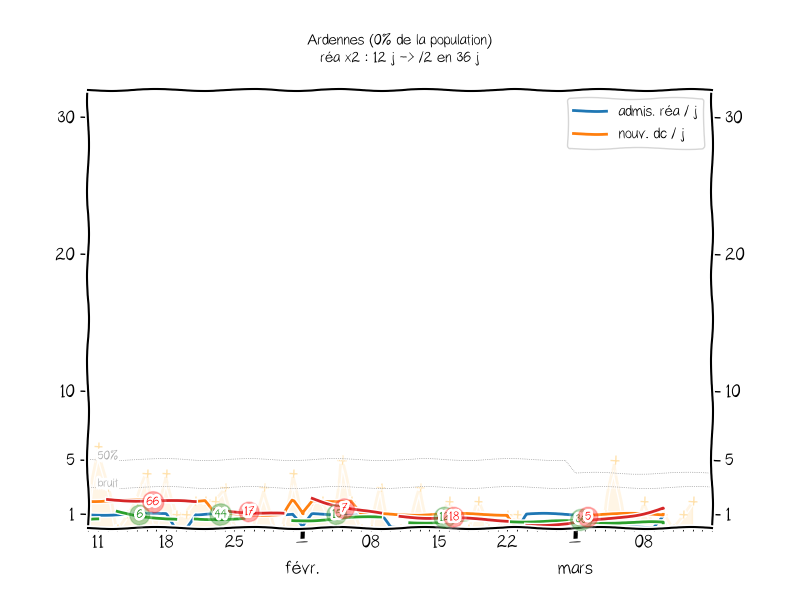 Ardennes (0% de la population)
réa x2 : 12 j -> /2 en 36 j
admis. réa / j
nouv. dc / j
30 30
20 20
10 10
5 5
1 1
50%
bruit
66 6 44 17 7 18 5
11 18 25 08 15 22 08
févr. mars